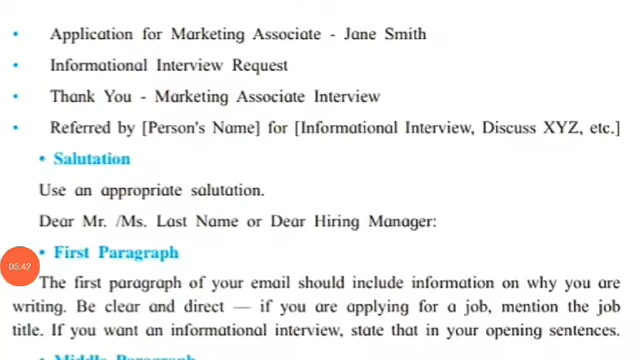 • Application for Marketing Associate - Jane Smith
• Informational Interview Request
• Thank You - Marketing Associate Interview
• Referred by [Person's Name] for [Informational Interview, Discuss XYZ, etc.]
• Salutation
Use an appropriate salutation.
Dear Mr. /Ms. Last Name or Dear Hiring Manager:
• First Paragraph
05:42
The first paragraph of your email should include information on why you are
writing. Be clear and direct — if you are applying for a job, mention the job
title. If you want an informational interview, state that in your opening sentences.
• Middle Paragraph